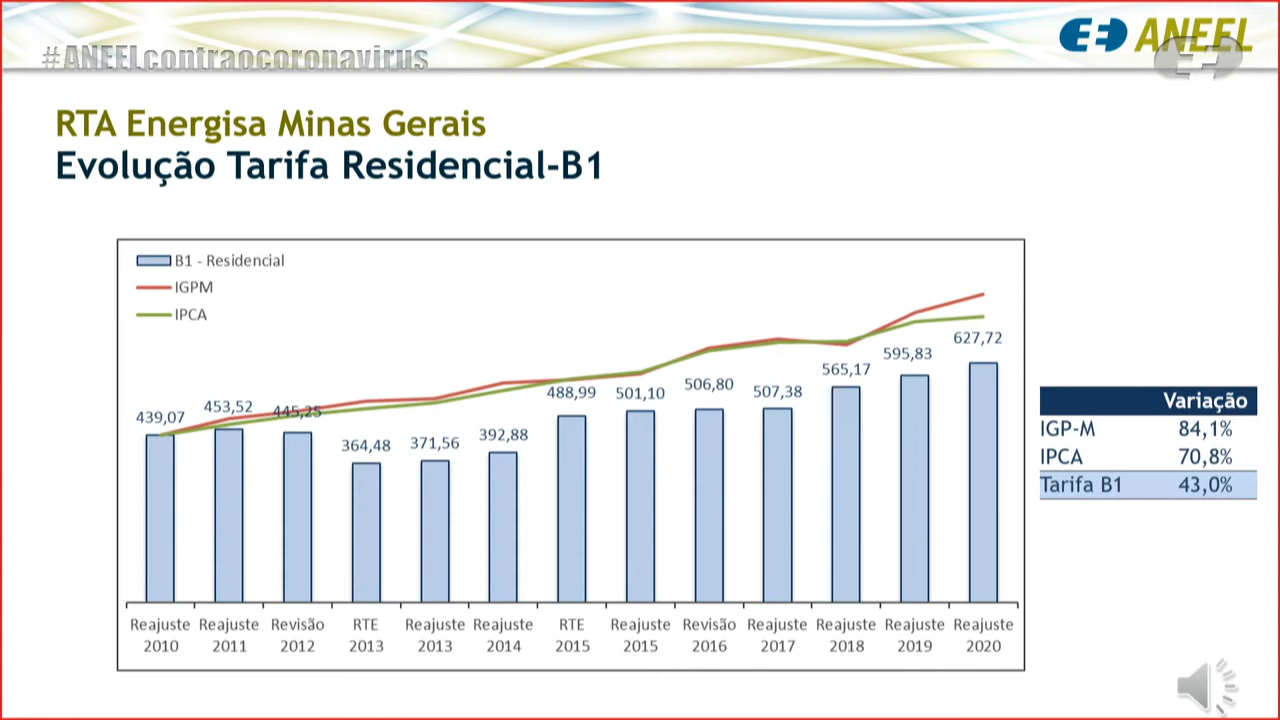 #ANEELcontraocoronavirus
ANEEL
RTA Energisa Minas Gerais
Evolução Tarifa Residencial-B1
B1 - Residencial
IGPM
IPCA
439,07
453,52
445,25
364,48
371,56
392,88
488,99
501,10
506,80
507,38
565,17
595,83
627,72
Reajuste 2010
Reajuste 2011
Revisão 2012
RTE 2013
Reajuste 2013
Reajuste 2014
RTE 2015
Reajuste 2015
Revisão 2016
Reajuste 2017
Reajuste 2018
Reajuste 2019
Reajuste 2020
Variação
IGP-M 84,1%
IPCA 70,8%
Tarifa B1 43,0%